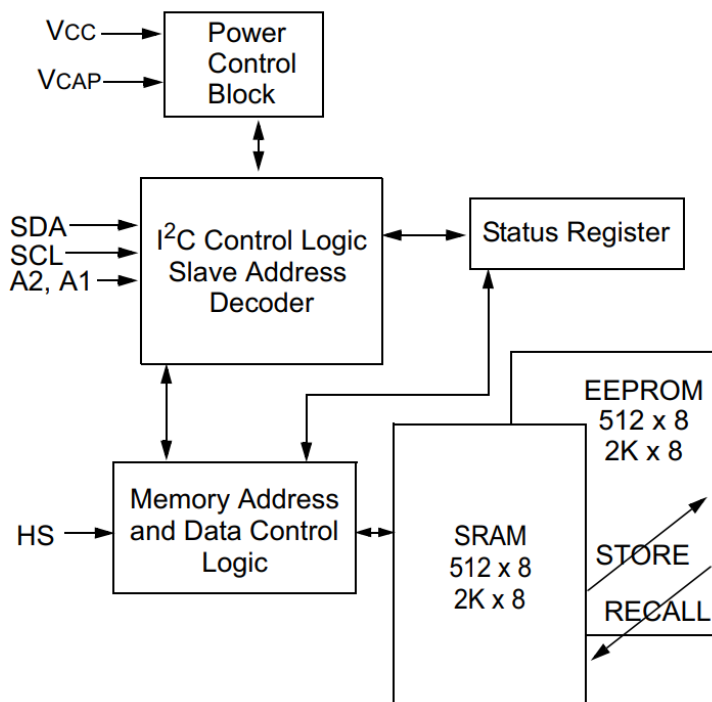 VCC
VCAP
Power
Control
Block
SDA
SCL
A2, A1
I²C Control Logic
Slave Address
Decoder
Status Register
HS
Memory Address
and Data Control
Logic
SRAM
512 x 8
2K x 8
EEPROM
512 x 8
2K x 8
STORE
RECALL